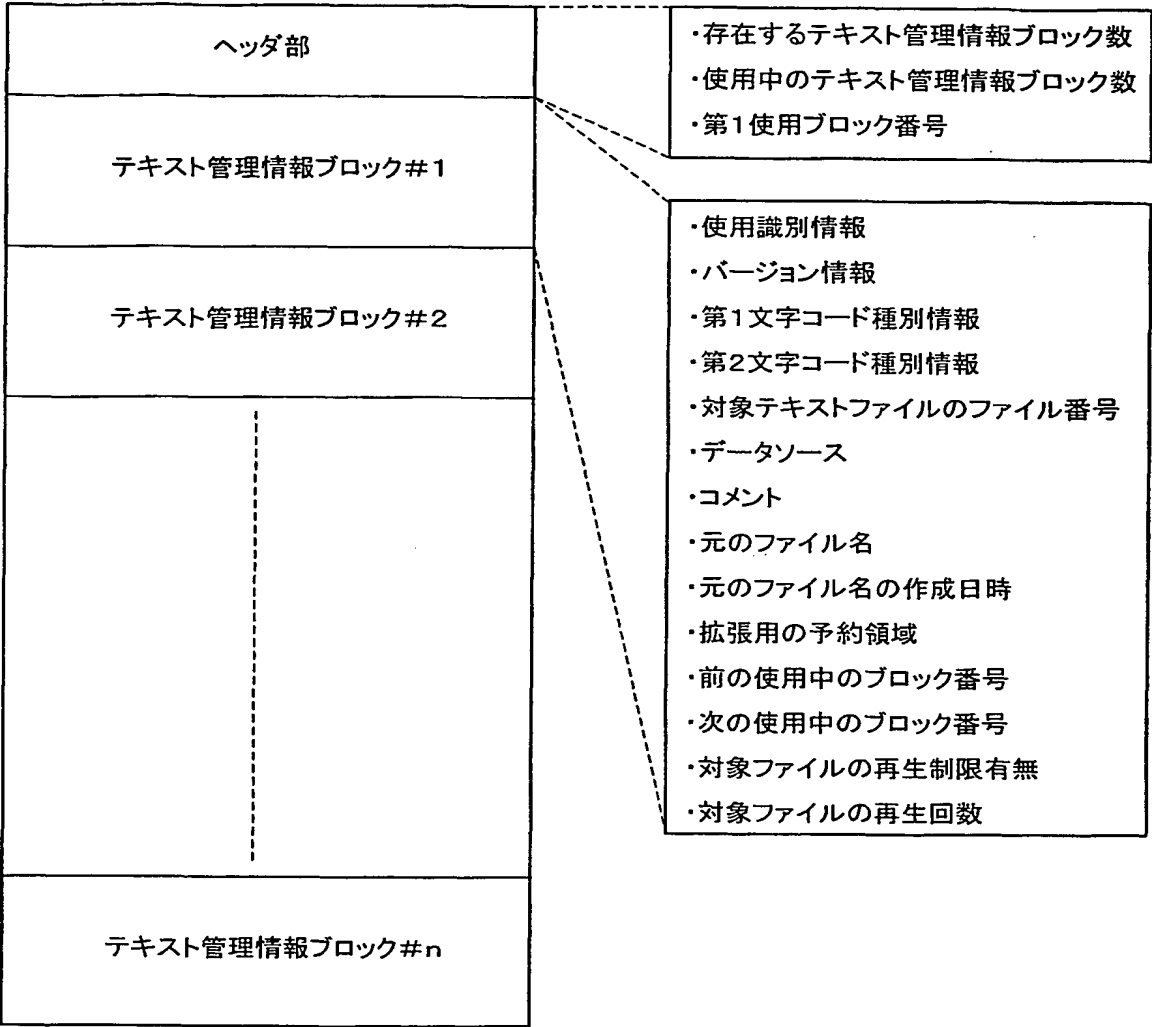 ヘッダ部
・存在するテキスト管理情報ブロック数
・使用中のテキスト管理情報ブロック数
・第1使用ブロック番号
テキスト管理情報ブロック#1
テキスト管理情報ブロック#2
・使用識別情報
・バージョン情報
・第1文字コード種別情報
・第2文字コード種別情報
・対象テキストファイルのファイル番号
・データソース
・コメント
・元のファイル名
・元のファイル名の作成日時
・拡張用の予約領域
・前の使用中のブロック番号
・次の使用中のブロック番号
・対象ファイルの再生制限有無
・対象ファイルの再生回数
テキスト管理情報ブロック#n